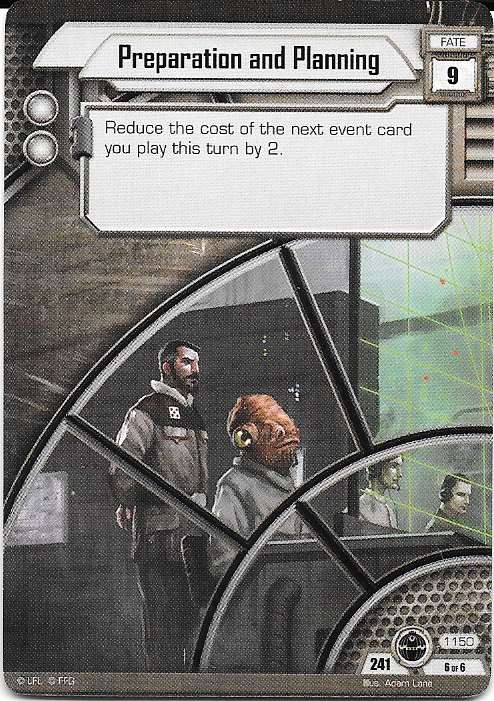 Preparation and Planning
FATE
9
Reduce the cost of the next event card
you play this turn by 2.
1150
241
6 OF 6
© LFL © FFG
Illus. Adam Lane